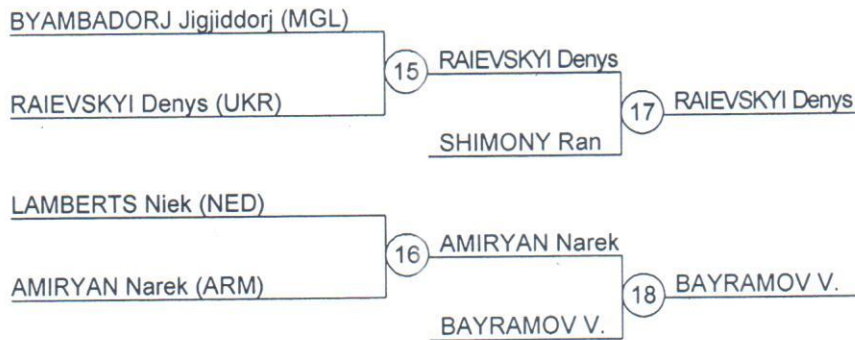 BYAMBADORJ Jigjiddorj (MGL)
15
RAIEVSKYI Denys
RAIEVSKYI Denys (UKR)
17
RAIEVSKYI Denys
SHIMONY Ran
LAMBERTS Niek (NED)
16
AMIRYAN Narek
AMIRYAN Narek (ARM)
18
BAYRAMOV V.
BAYRAMOV V.